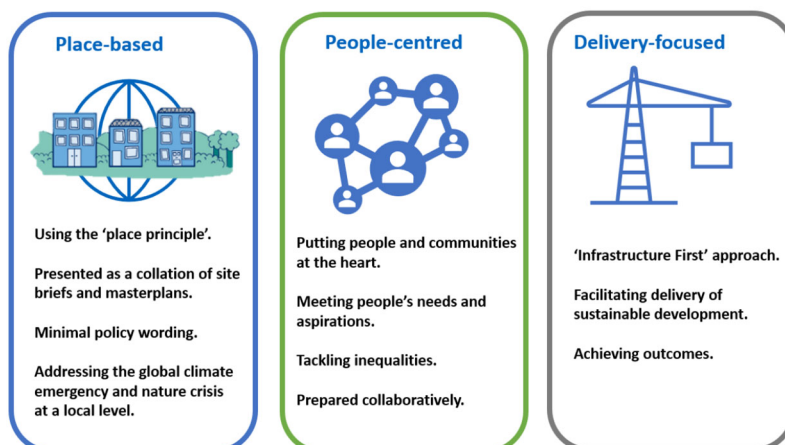 Place-based
Using the ‘place principle’.
Presented as a collation of site
briefs and masterplans.
Minimal policy wording.
Addressing the global climate
emergency and nature crisis
at a local level.
People-centred
Putting people and communities
at the heart.
Meeting people’s needs and
aspirations.
Tackling inequalities.
Prepared collaboratively.
Delivery-focused
‘Infrastructure First’ approach.
Facilitating delivery of
sustainable development.
Achieving outcomes.